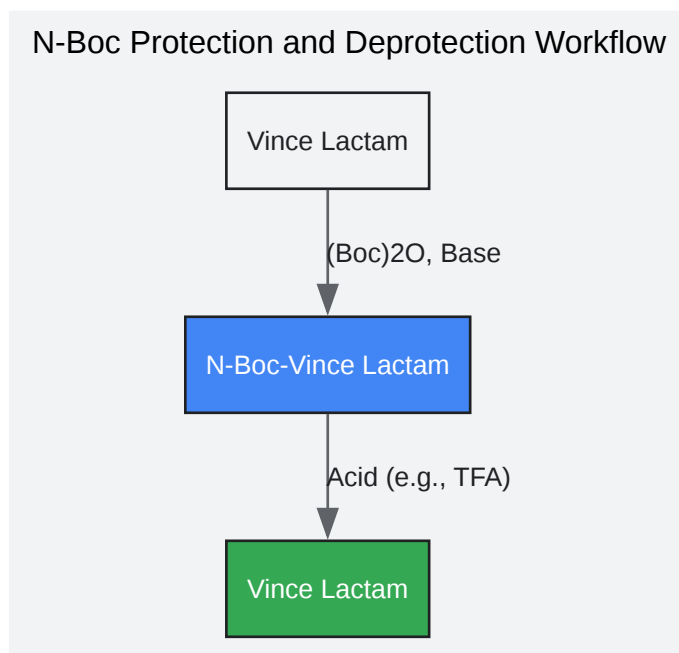 N-Boc Protection and Deprotection Workflow
Vince Lactam
(Boc)2O, Base
N-Boc-Vince Lactam
Acid (e.g., TFA)
Vince Lactam